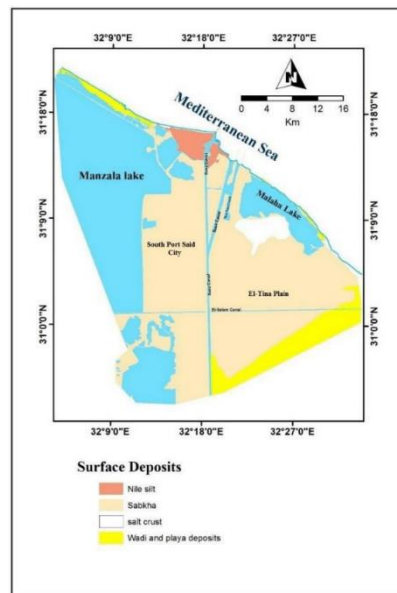 32°9'0"E
32°18'0"E
32°27'0"E
N
0 4 8 12 16
Km
31°18'0"N
31°18'0"N
Mediterranean Sea
Manzala lake
Malaha Lake
31°9'0"N
31°9'0"N
South Port Said
City
El-Tina Plain
Suez Canal
El-Salam Canal
31°0'0"N
31°0'0"N
32°9'0"E
32°18'0"E
32°27'0"E
Surface Deposits
Nile silt
Sabkha
salt crust
Wadi and playa deposits